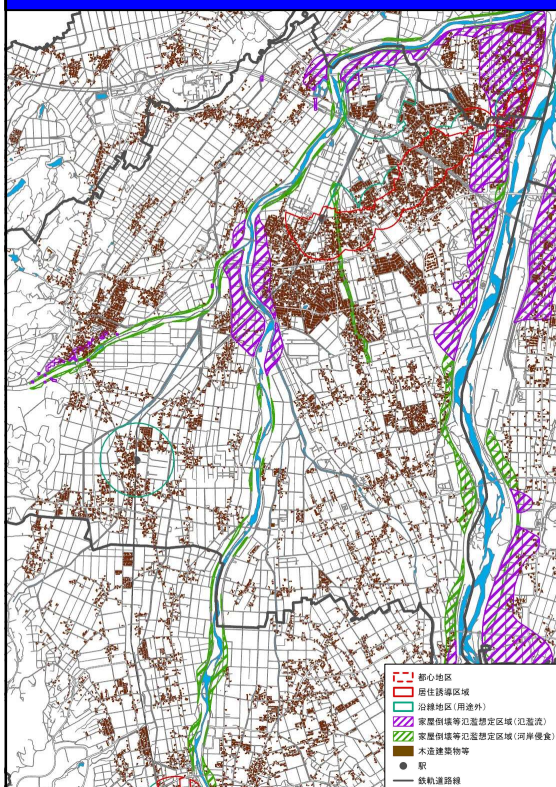 都心地区
居住誘導区域
沿線地区(用途外)
家屋倒壊等氾濫想定区域(氾濫流)
家屋倒壊等氾濫想定区域(河岸侵食)
木造建築物等
駅
鉄軌道路線